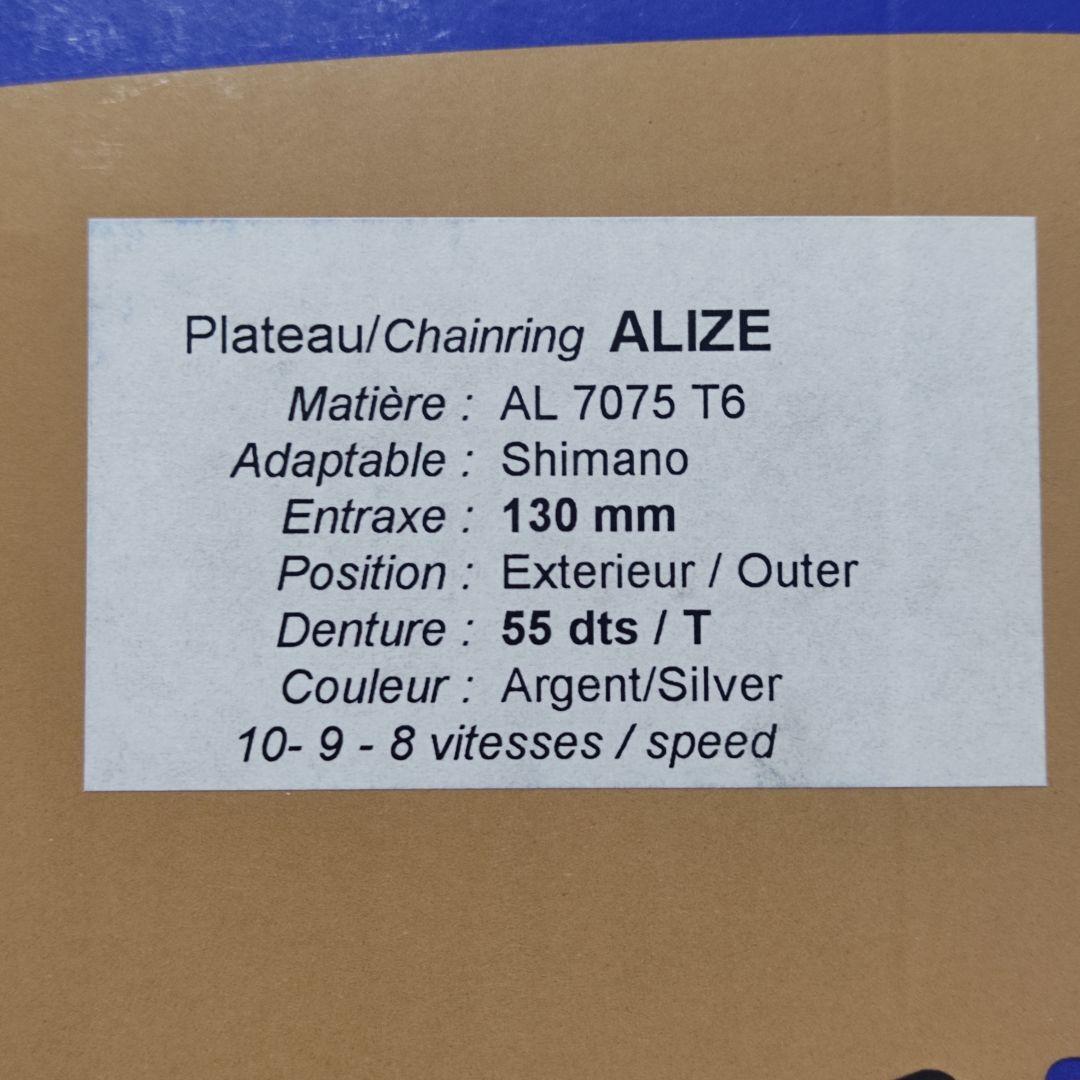 Plateau/Chainring ALIZE
Matière : AL 7075 T6
Adaptable : Shimano
Entraxe : 130 mm
Position : Exterieur / Outer
Denture : 55 dts / T
Couleur : Argent/Silver
10- 9 - 8 vitesses / speed